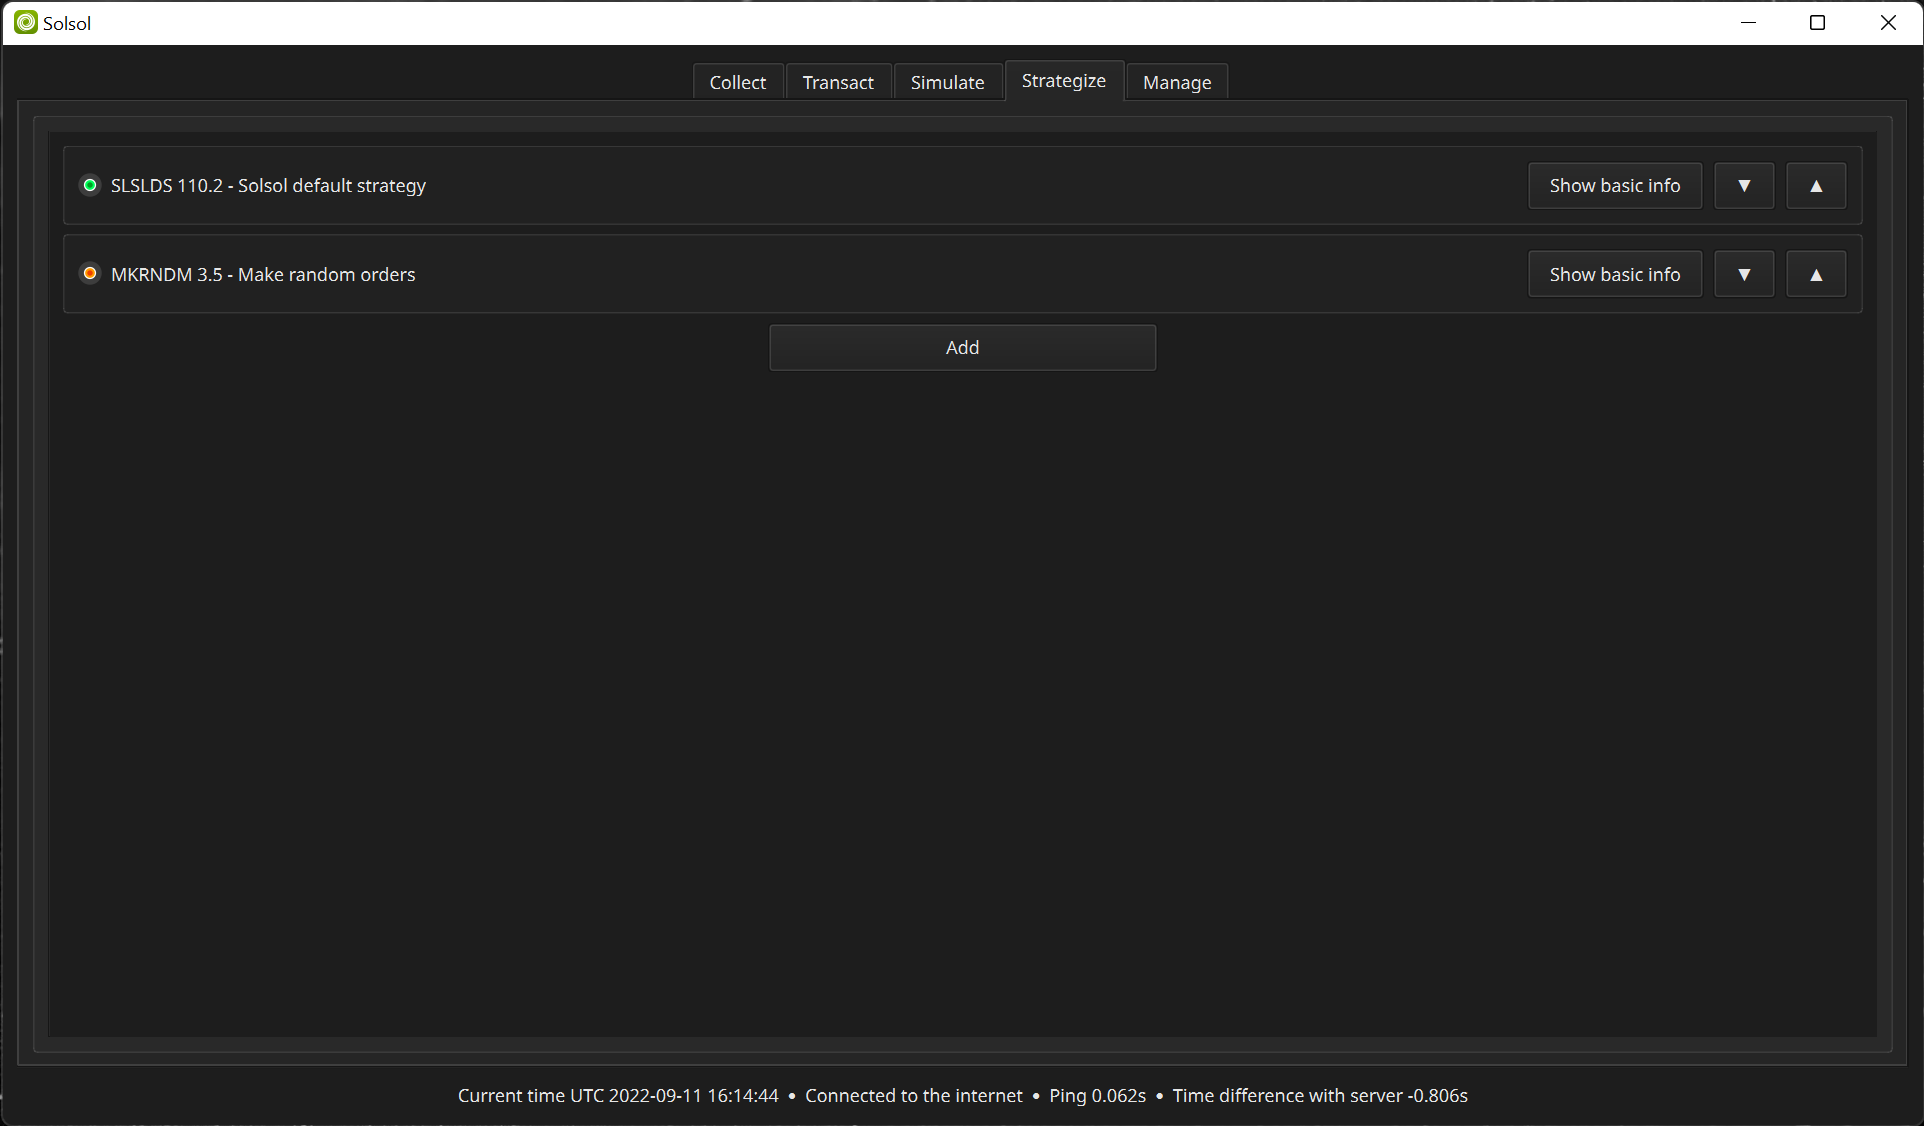 Solsol
Collect Transact Simulate Strategize Manage
SLSLDS 110.2 - Solsol default strategy Show basic info ▼ ▲
MKRNDM 3.5 - Make random orders Show basic info ▼ ▲
Add
Current time UTC 2022-09-11 16:14:44 • Connected to the internet • Ping 0.062s • Time difference with server -0.806s